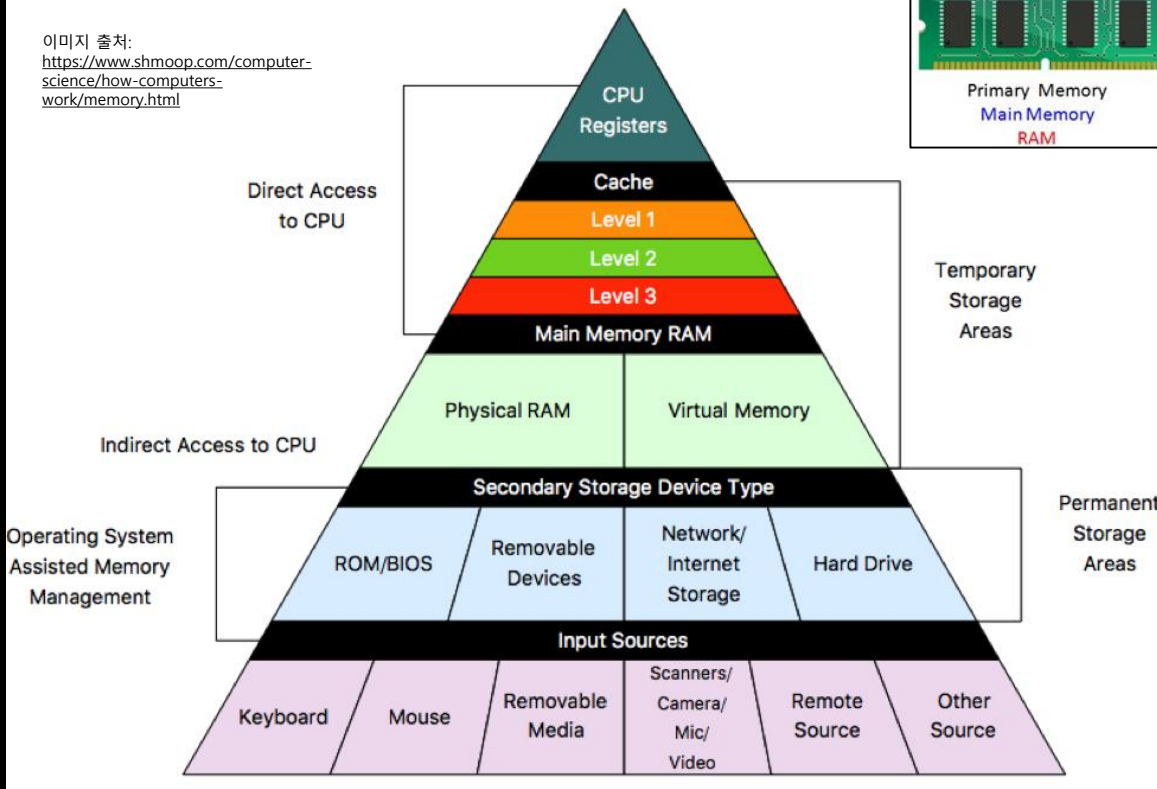 이미지 출처:
https://www.shmoop.com/computer-
science/how-computers-
work/memory.html
Primary Memory
Main Memory
RAM
CPU
Registers
Cache
Direct Access
to CPU
Level 1
Level 2
Level 3
Temporary
Storage
Areas
Main Memory RAM
Physical RAM
Virtual Memory
Indirect Access to CPU
Secondary Storage Device Type
Permanent
Storage
Areas
Operating System
Assisted Memory
Management
ROM/BIOS
Removable
Devices
Network/
Internet
Storage
Hard Drive
Input Sources
Keyboard
Mouse
Removable
Media
Scanners/
Camera/
Mic/
Video
Remote
Source
Other
Source